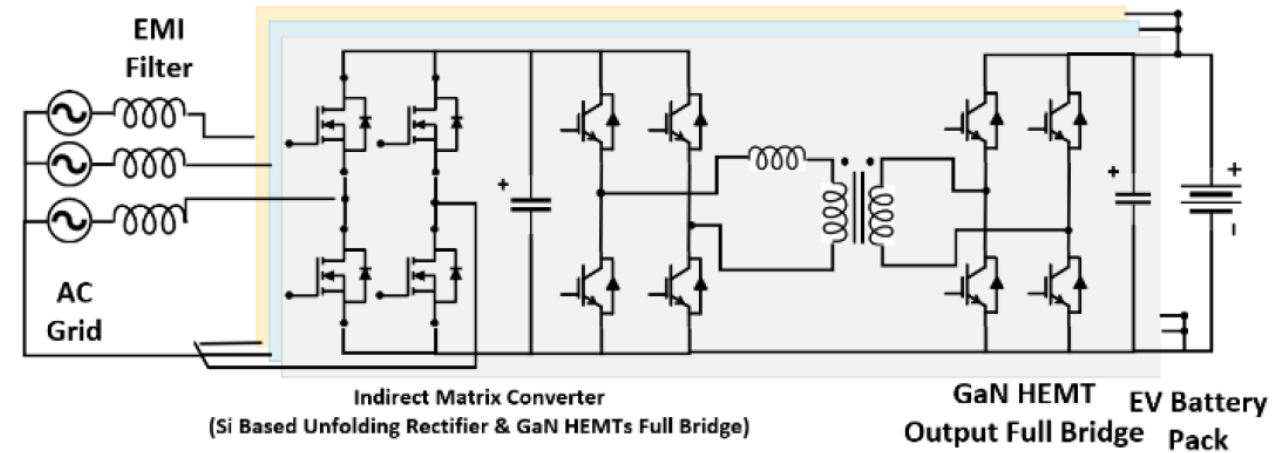 EMI
Filter
AC
Grid
+
+
+
−
Indirect Matrix Converter
(Si Based Unfolding Rectifier & GaN HEMTs Full Bridge)
GaN HEMT
Output Full Bridge
EV Battery
Pack